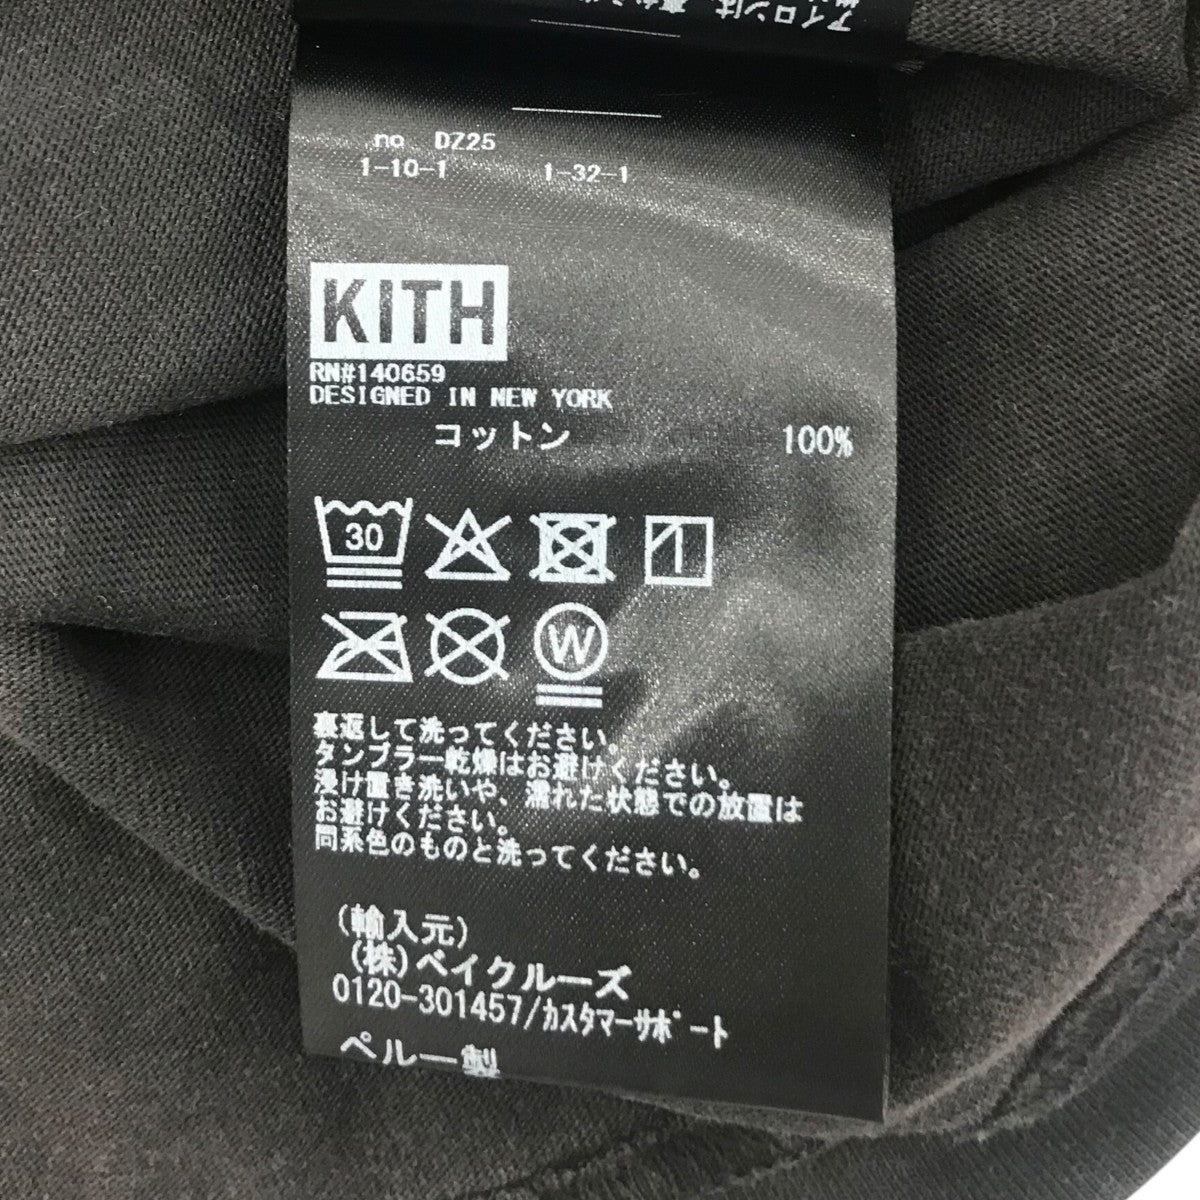 アイロンは、
no DZ25
1-10-1 1-32-1
KITH
RN#140659
DESIGNED IN NEW YORK
コットン 100%
30
W
裏返して洗ってください。
タンブラー乾燥はお避けください。
浸け置き洗いや、濡れた状態での放置は
お避けください。
同系色のものと洗ってください。
(輸入元)
(株)ベイクルーズ
0120-301457/カスタマーサポート
ペルー製